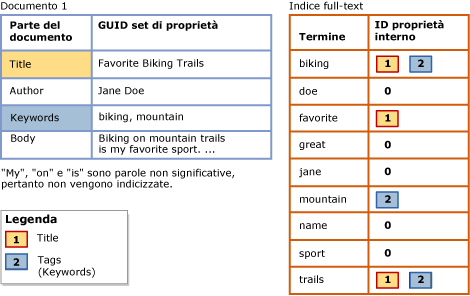 Documento 1
Parte del documento GUID set di proprietà
Title Favorite Biking Trails
Author Jane Doe
Keywords biking, mountain
Body Biking on mountain trails
is my favorite sport. ...
"My", "on" e "is" sono parole non significative,
pertanto non vengono indicizzate.
Legenda
1 Title
2 Tags
(Keywords)
Indice full-text
Termine ID proprietà interno
biking 1 2
doe 0
favorite 1
great 0
jane 0
mountain 2
name 0
sport 0
trails 1 2